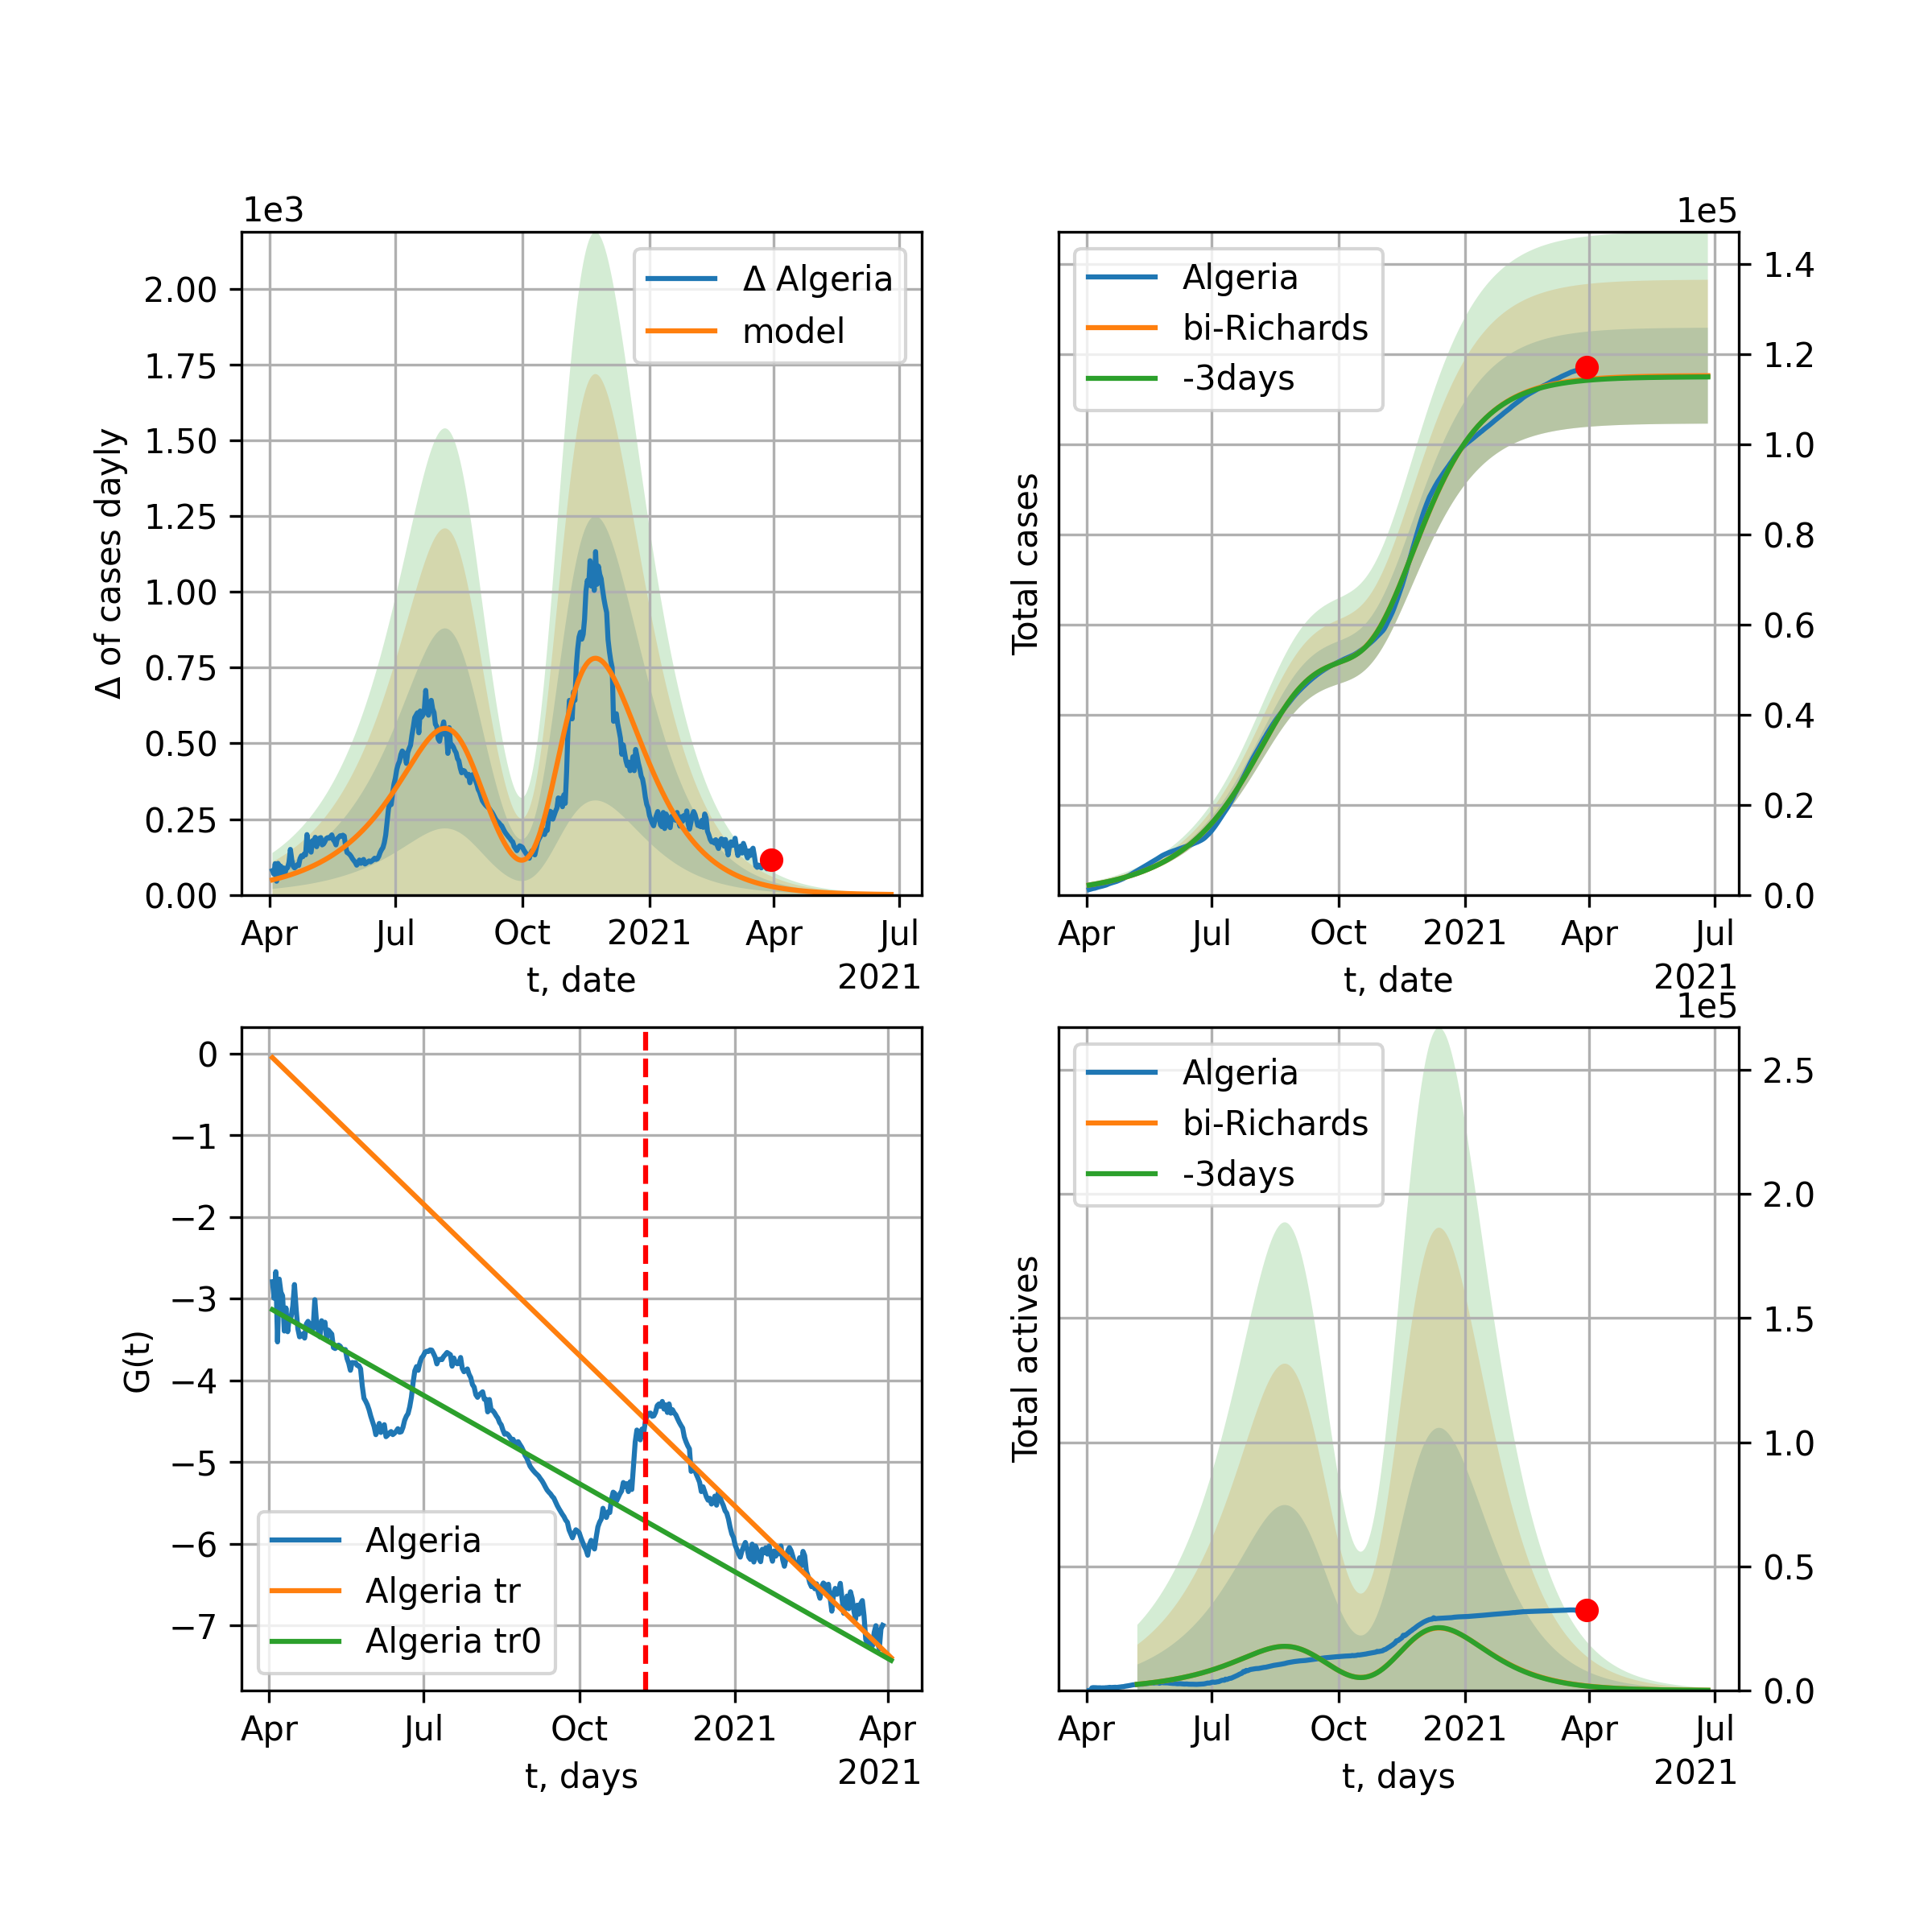 1e3
Δ of cases dayly
2.00
1.75
1.50
1.25
1.00
0.75
0.50
0.25
0.00
Δ Algeria
model
Apr Jul Oct 2021 Apr Jul
t, date
2021
1e5
Total cases
Algeria
bi-Richards
-3days
1.4
1.2
1.0
0.8
0.6
0.4
0.2
0.0
Apr Jul Oct 2021 Apr Jul
t, date
2021
G(t)
0
−1
−2
−3
−4
−5
−6
−7
Algeria
Algeria tr
Algeria tr0
Apr Jul Oct 2021 Apr
t, days
2021
1e5
Total actives
Algeria
bi-Richards
-3days
2.5
2.0
1.5
1.0
0.5
0.0
Apr Jul Oct 2021 Apr Jul
t, days
2021